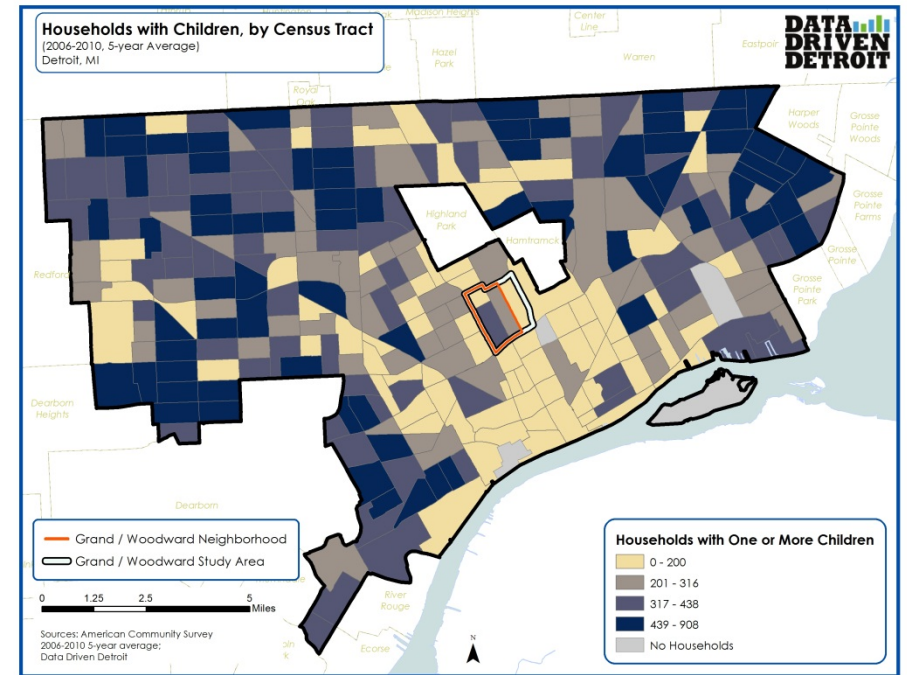 Households with Children, by Census Tract
(2006-2010, 5-year Average)
Detroit, MI
DATA
DRIVEN
DETROIT
Madison Heights
Center
Line
Hazel
Park
Warren
Eastpoin
Royal
Oak
Harper
Woods
Grosse
Pointe
Woods
Grosse
Pointe
Farms
Highland
Park
Hamtramck
Redford
Grosse
Pointe
Grosse
Pointe
Park
Dearborn
Heights
Dearborn
River
Rouge
Ecorse
Grand / Woodward Neighborhood
Grand / Woodward Study Area
0 1.25 2.5 5
Miles
Sources: American Community Survey
2006-2010 5-year average;
Data Driven Detroit
N
Households with One or More Children
0 - 200
201 - 316
317 - 438
439 - 908
No Households